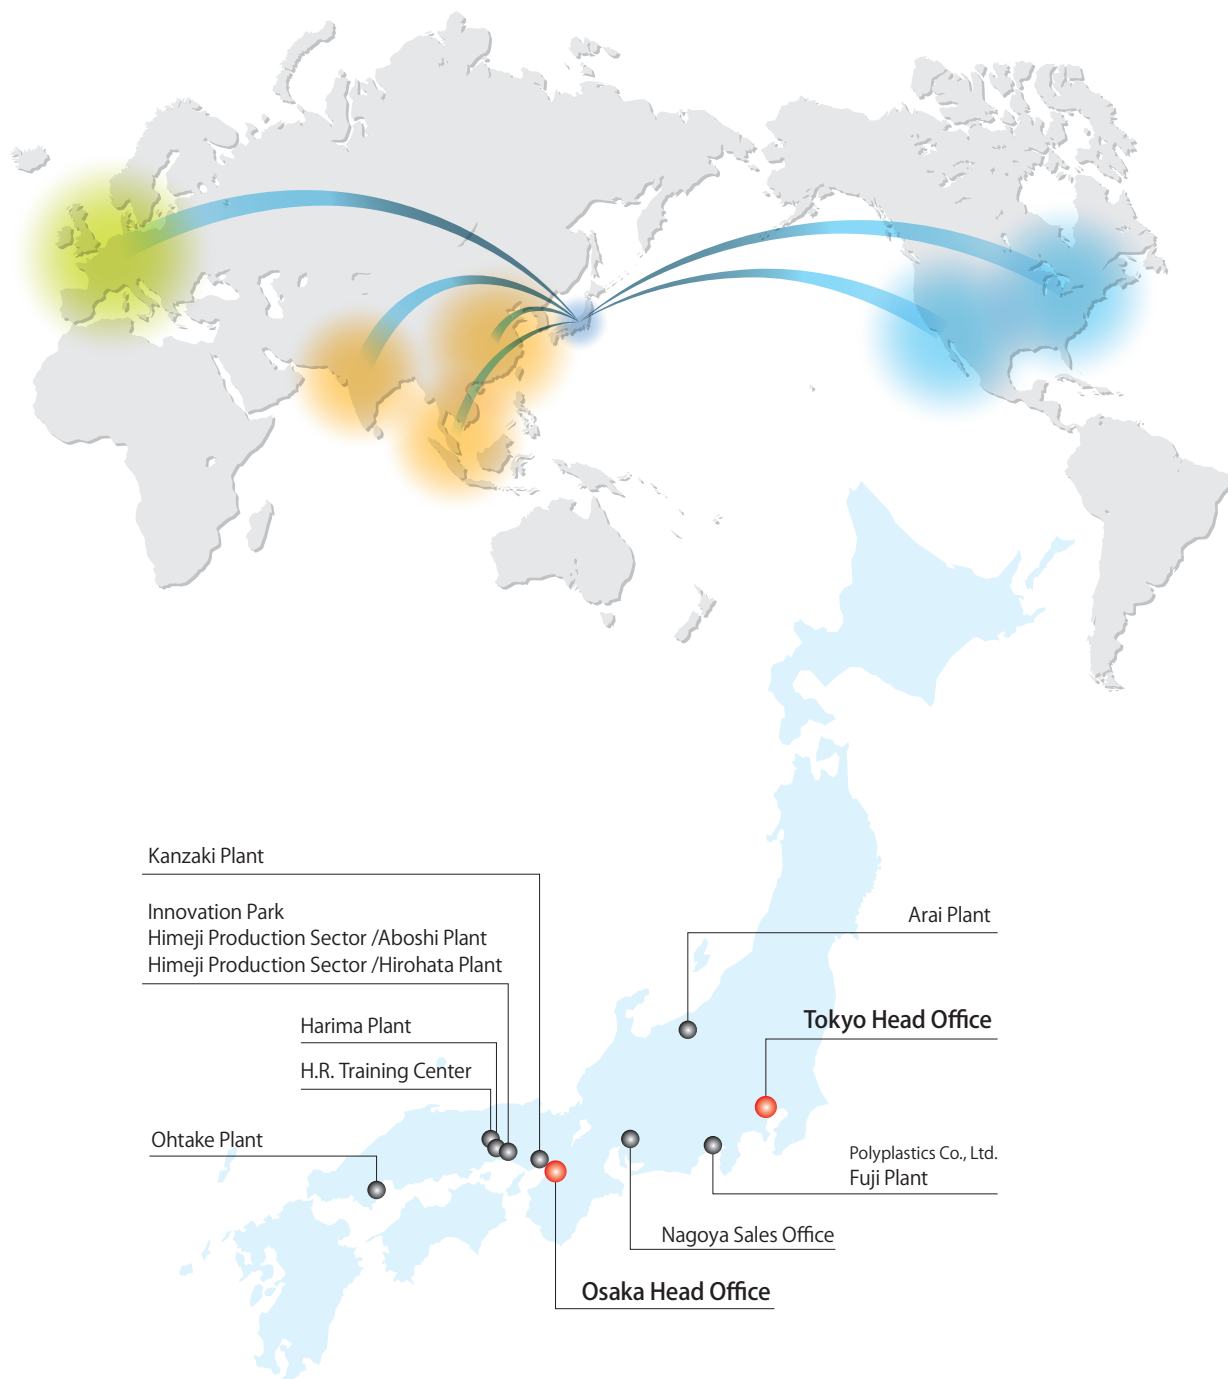 Kanzaki Plant
Innovation Park
Himeji Production Sector /Aboshi Plant
Himeji Production Sector /Hirohata Plant
Harima Plant
H.R. Training Center
Ohtake Plant
Arai Plant
Tokyo Head Office
Polyplastics Co., Ltd.
Fuji Plant
Nagoya Sales Office
Osaka Head Office